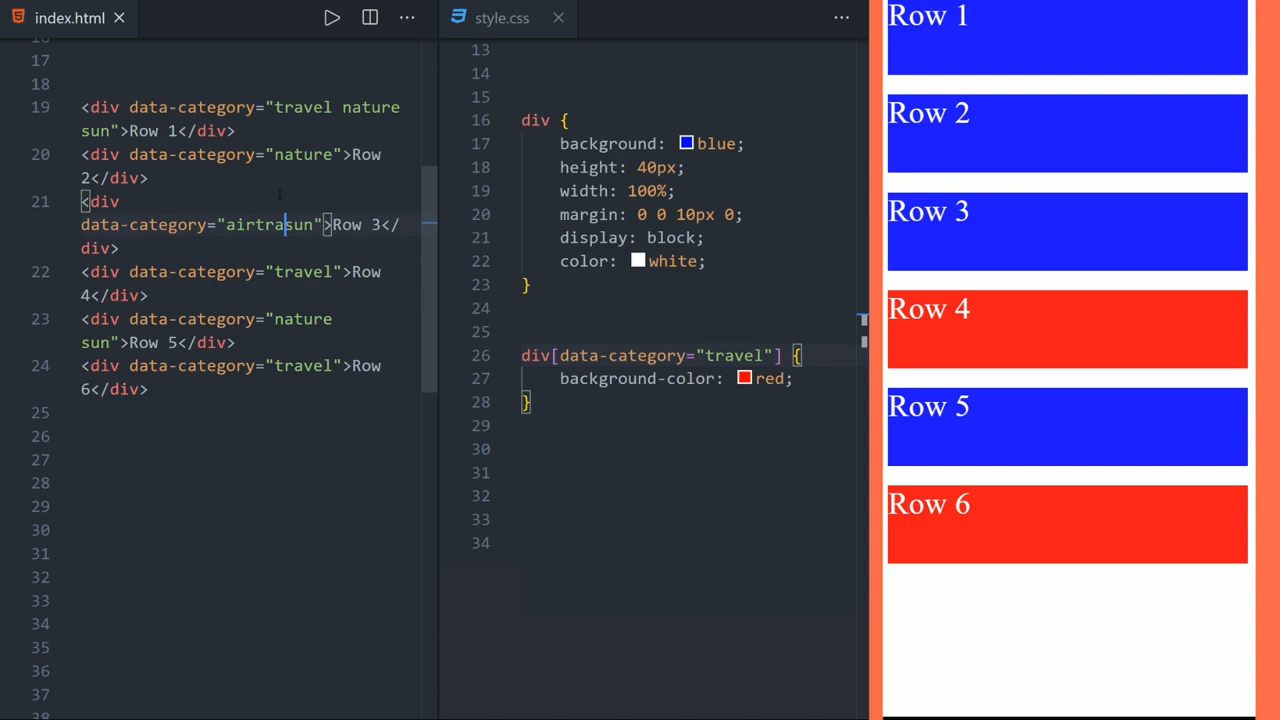 index.html
style.css
16
17
18
19 <div data-category="travel nature
sun">Row 1</div>
20 <div data-category="nature">Row
2</div>
21 <div
data-category="airtrasun">Row 3</
div>
22 <div data-category="travel">Row
4</div>
23 <div data-category="nature
sun">Row 5</div>
24 <div data-category="travel">Row
6</div>
25
26
27
28
29
30
31
32
33
34
35
36
37
38
13
14
15
16 div {
17 background: blue;
18 height: 40px;
19 width: 100%;
20 margin: 0 0 10px 0;
21 display: block;
22 color: white;
23 }
24
25
26 div[data-category="travel"] {
27 background-color: red;
28 }
29
30
31
32
33
34
Row 1
Row 2
Row 3
Row 4
Row 5
Row 6